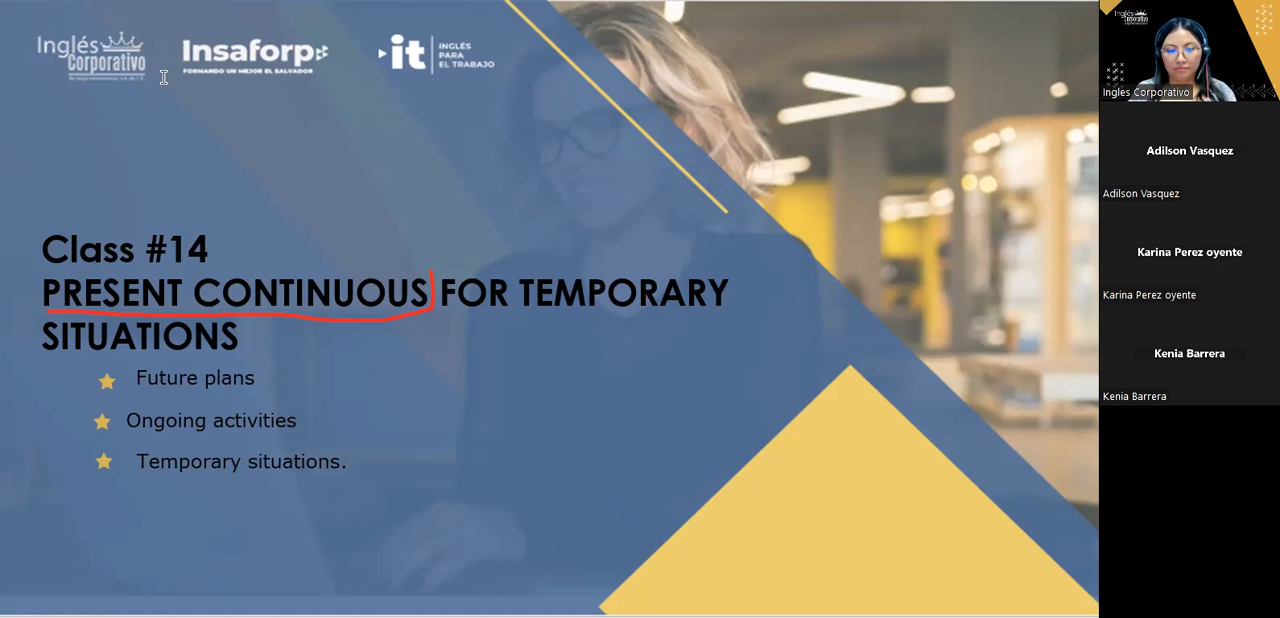 Inglés
Corporativo
Insaforp
FORMANDO UN MEJOR EL SALVADOR
it
INGLÉS
PARA
EL TRABAJO
Class #14
PRESENT CONTINUOUS FOR TEMPORARY
SITUATIONS
Future plans
Ongoing activities
Temporary situations.
Inglés
Corporativo
Ingles Corporativo
Adilson Vasquez
Adilson Vasquez
Karina Perez oyente
Karina Perez oyente
Kenia Barrera
Kenia Barrera